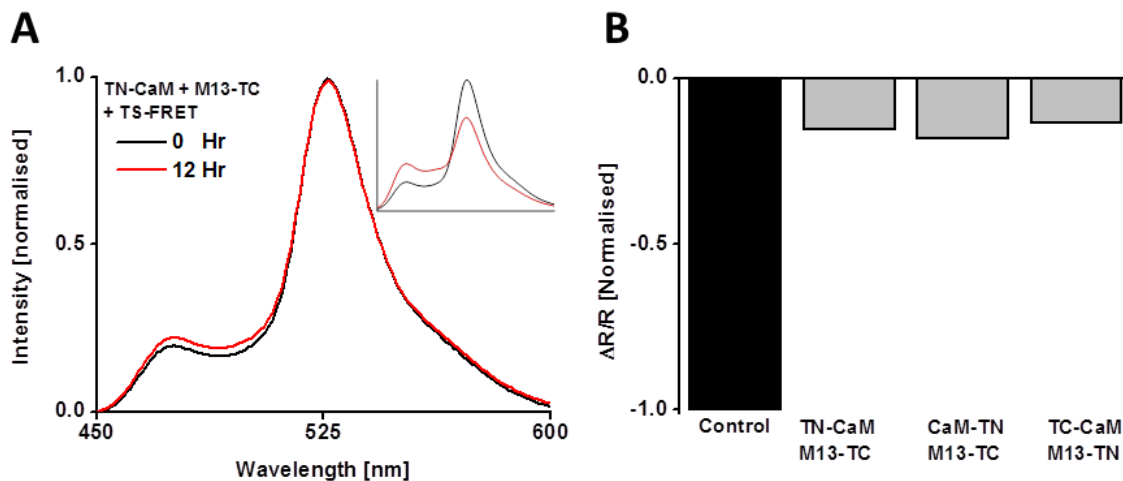 A
B
1.0
0.5
0.0
Intensity [normalised]
TN-CaM + M13-TC
+ TS-FRET
0 Hr
12 Hr
450
525
600
Wavelength [nm]
0.0
-0.5
-1.0
ΔR/R [Normalised]
Control
TN-CaM
M13-TC
CaM-TN
M13-TC
TC-CaM
M13-TN